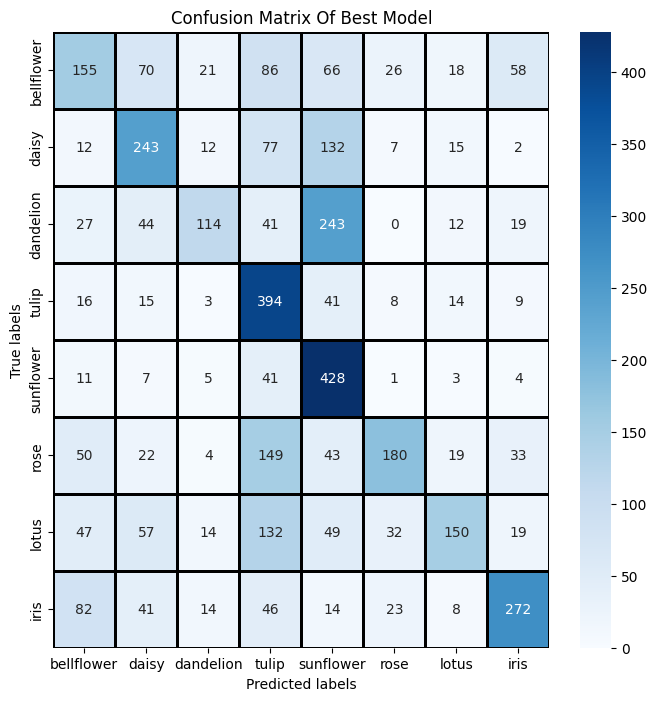 Confusion Matrix Of Best Model
True labels
bellflower 155 70 21 86 66 26 18 58
daisy 12 243 12 77 132 7 15 2
dandelion 27 44 114 41 243 0 12 19
tulip 16 15 3 394 41 8 14 9
sunflower 11 7 5 41 428 1 3 4
rose 50 22 4 149 43 180 19 33
lotus 47 57 14 132 49 32 150 19
iris 82 41 14 46 14 23 8 272
bellflower daisy dandelion tulip sunflower rose lotus iris
Predicted labels
400
350
300
250
200
150
100
50
0